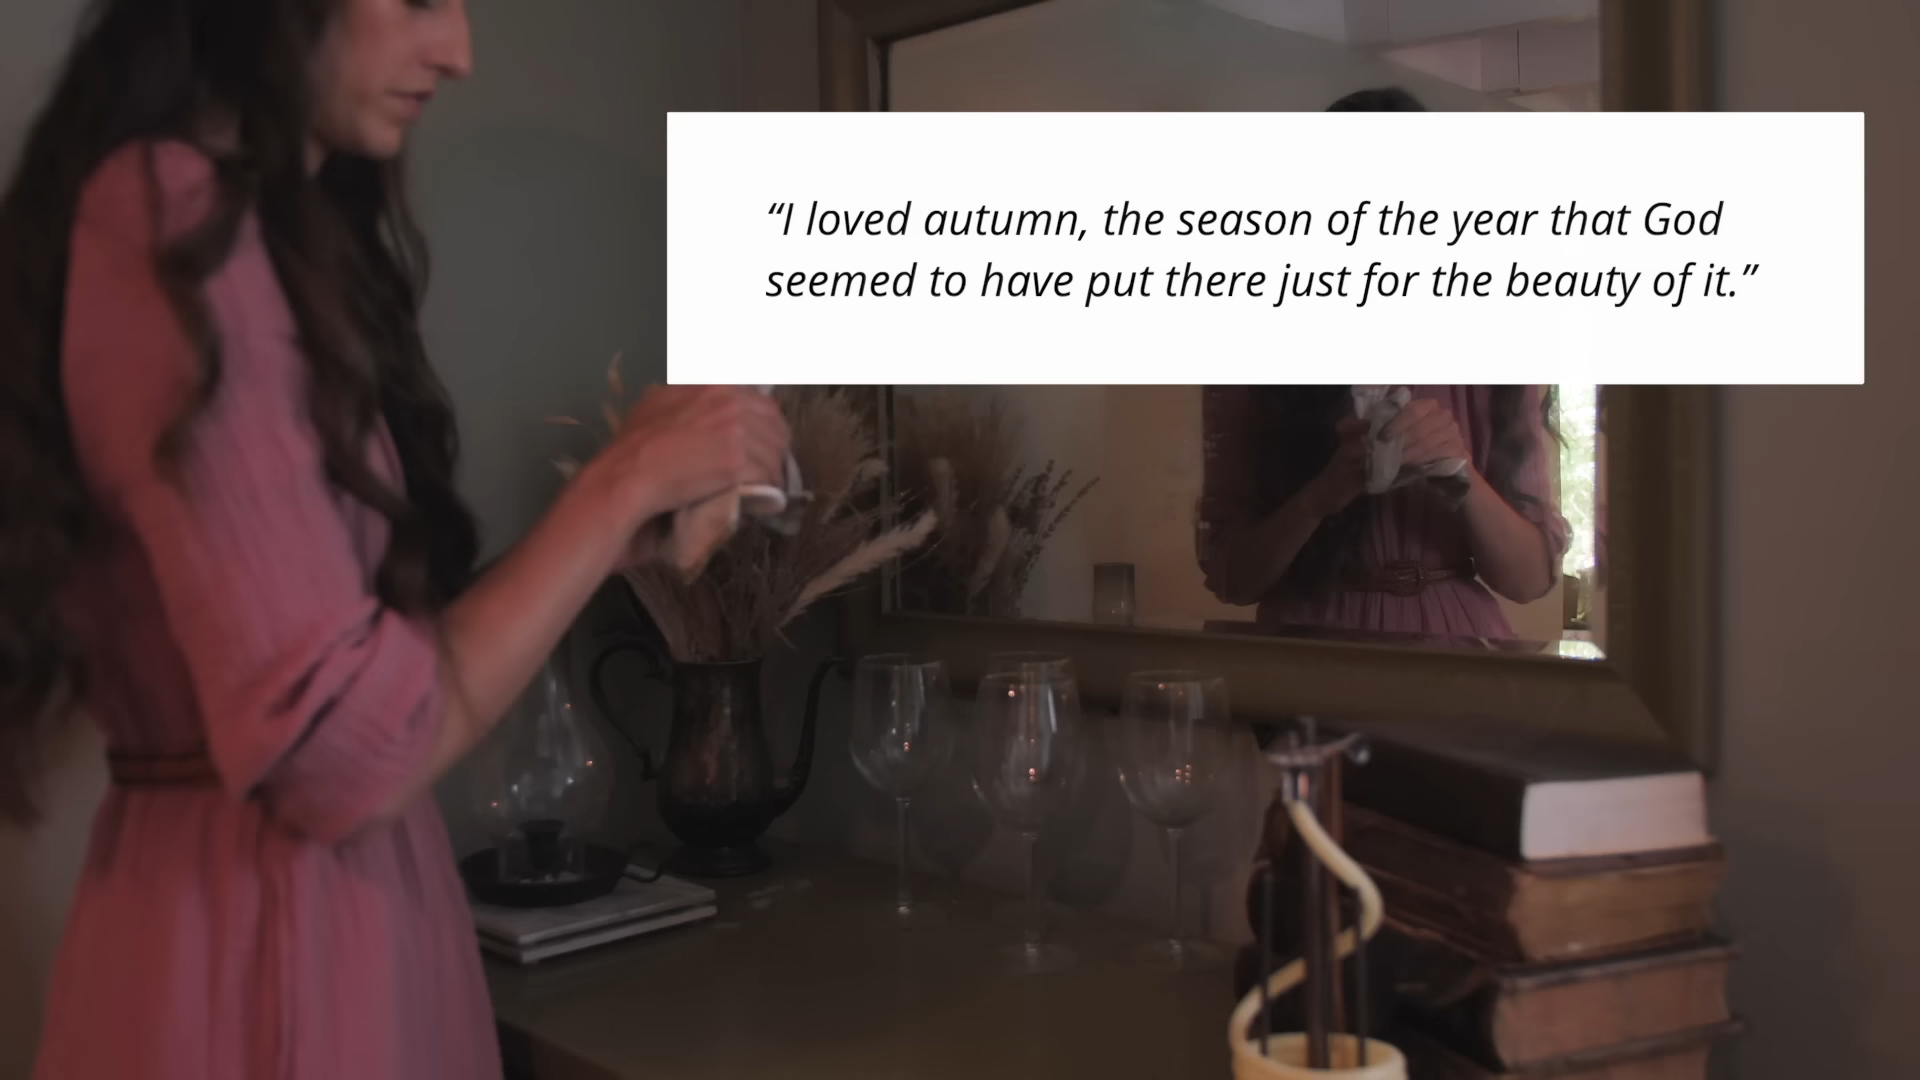 “I loved autumn, the season of the year that God
seemed to have put there just for the beauty of it.”